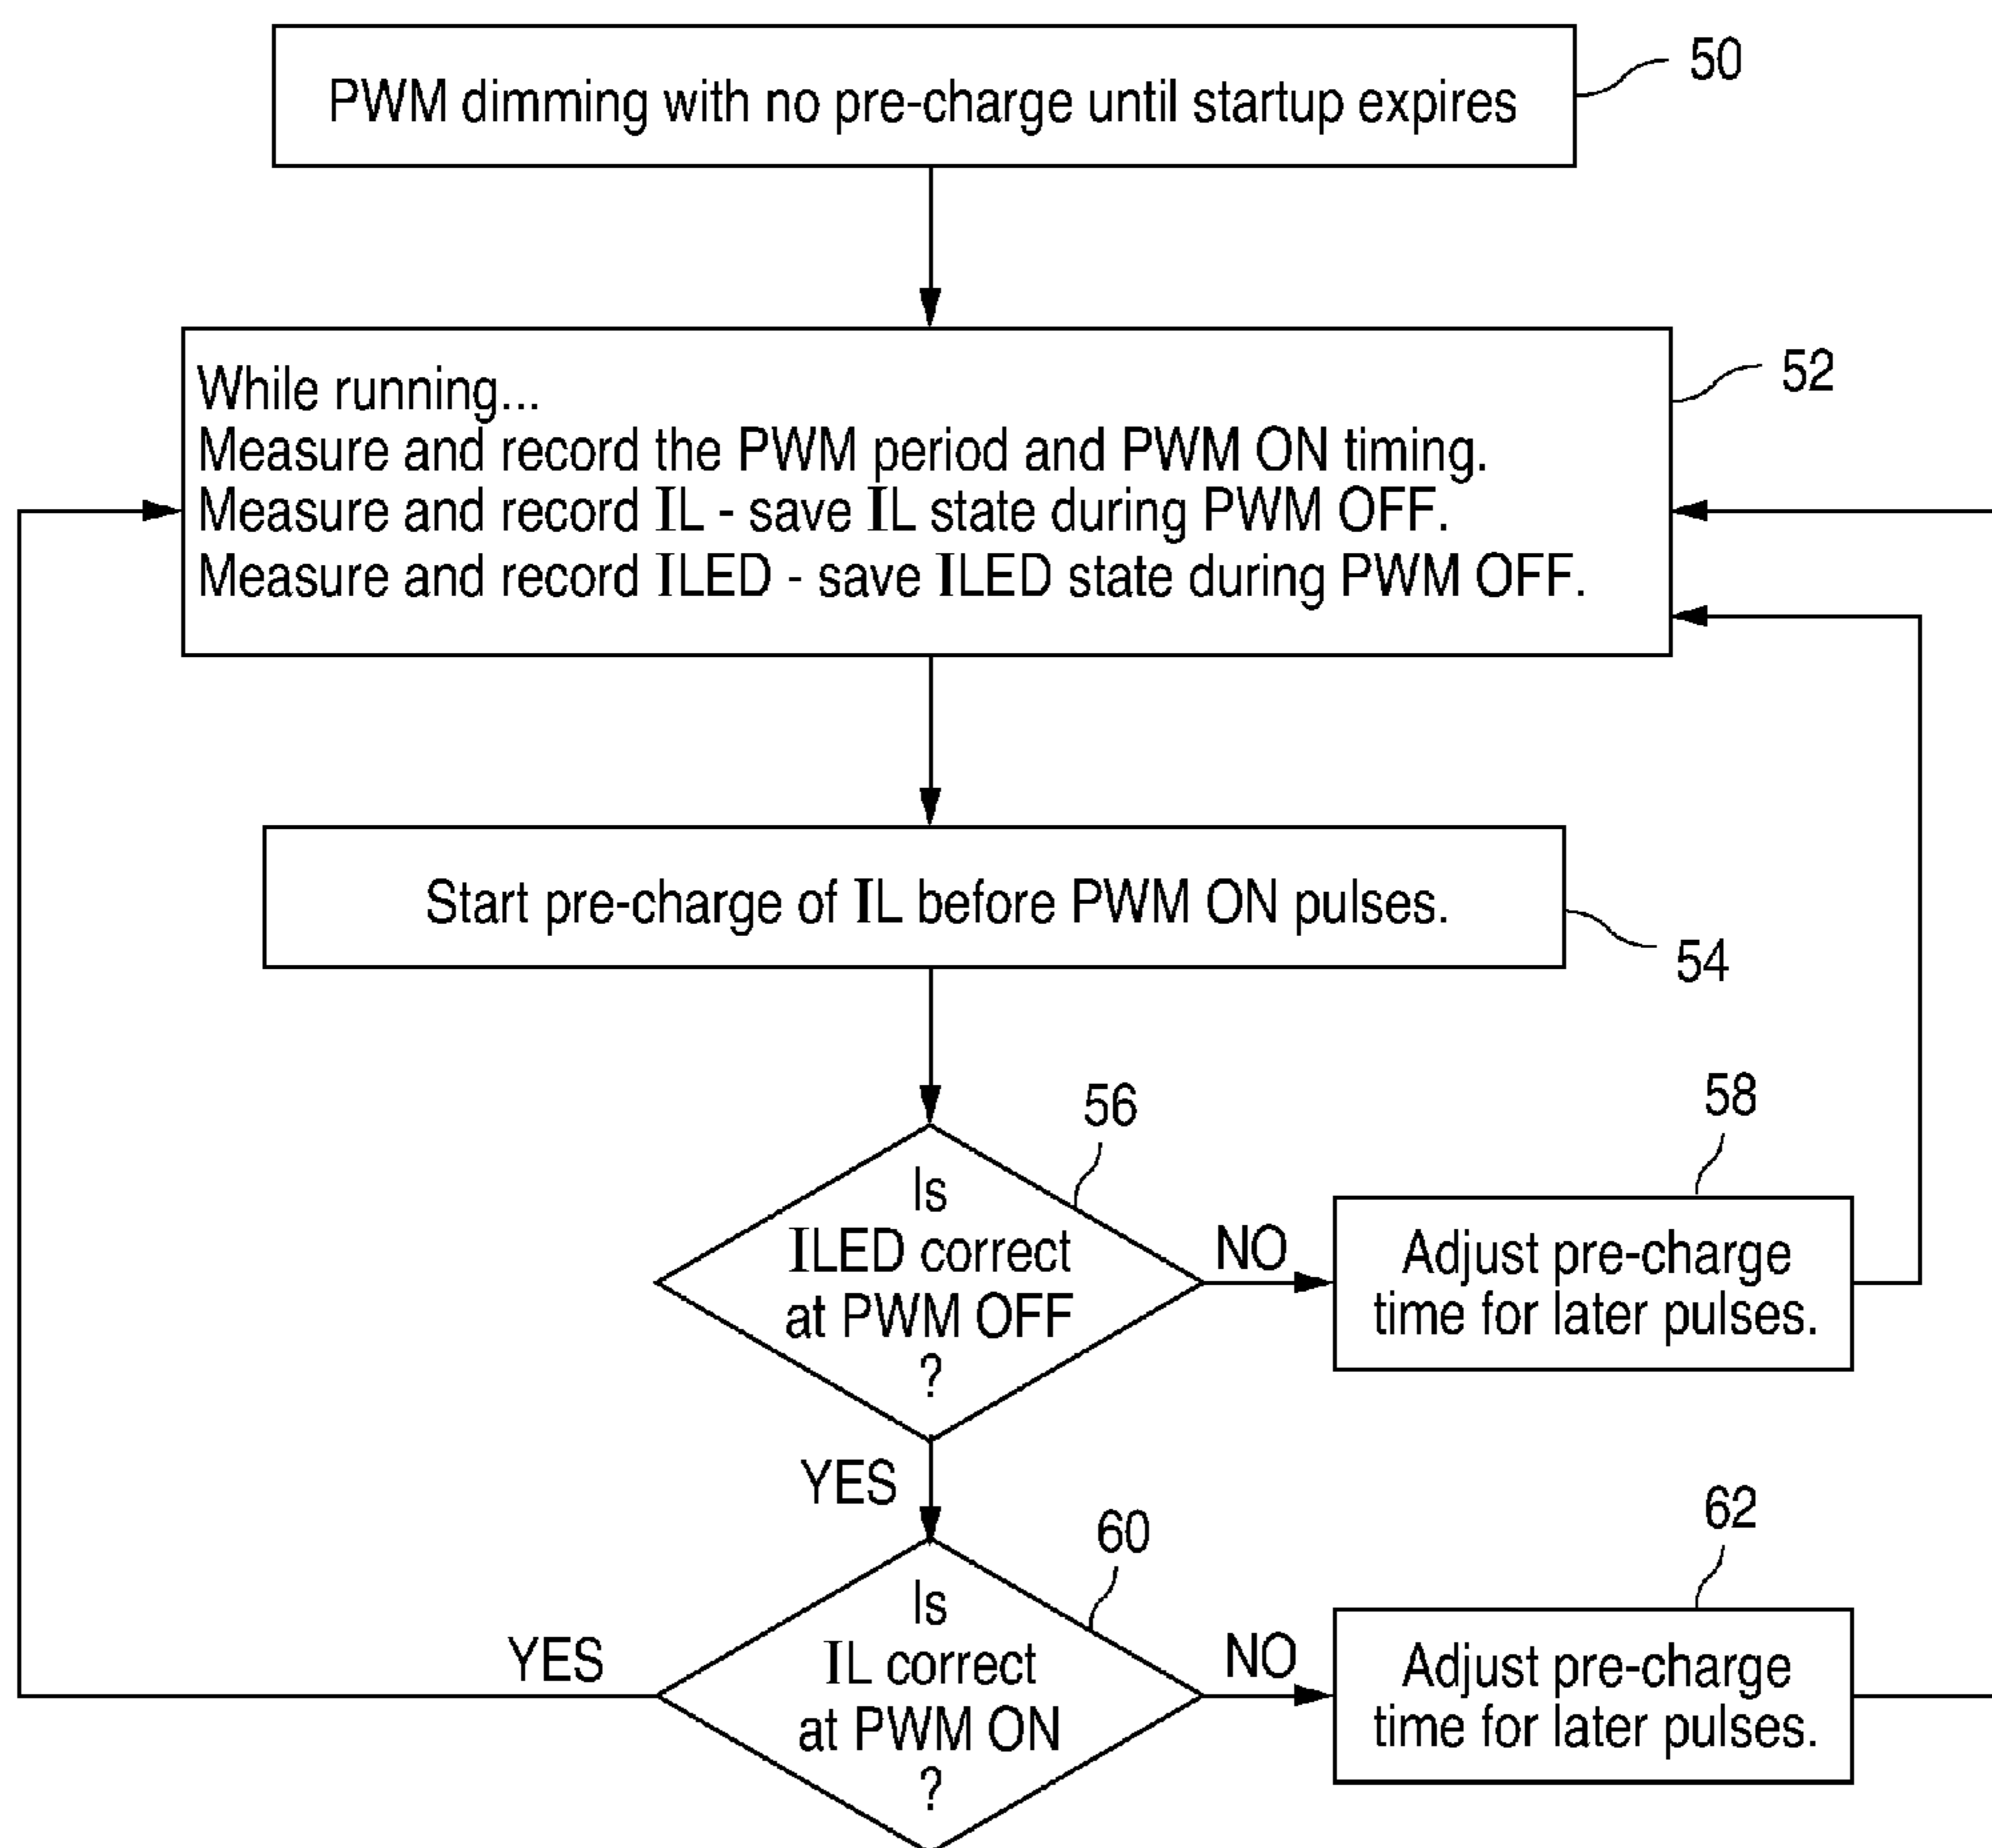 PWM dimming with no pre-charge until startup expires
50
While running...
Measure and record the PWM period and PWM ON timing.
Measure and record IL - save IL state during PWM OFF.
Measure and record ILED - save ILED state during PWM OFF.
52
Start pre-charge of IL before PWM ON pulses.
54
56
Is
ILED correct
at PWM OFF
?
NO
58
Adjust pre-charge
time for later pulses.
YES
60
Is
IL correct
at PWM ON
?
YES
NO
62
Adjust pre-charge
time for later pulses.